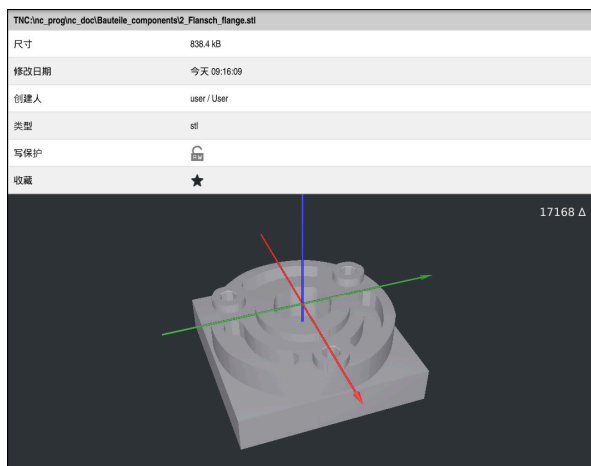 TNC:\nc_prog\nc_doc\Bauteile_components\2_Flansch_flange.stl
尺寸 838.4 kB
修改日期 今天 09:16:09
创建人 user / User
类型 stl
写保护 RW
收藏
17168 Δ